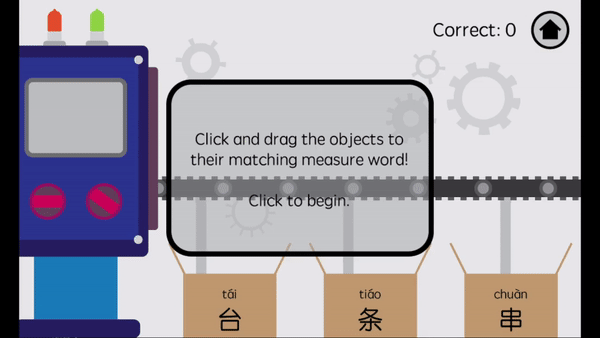 Correct: 0
Click and drag the objects to
their matching measure word!
Click to begin.
tái
台
tiáo
条
chuàn
串